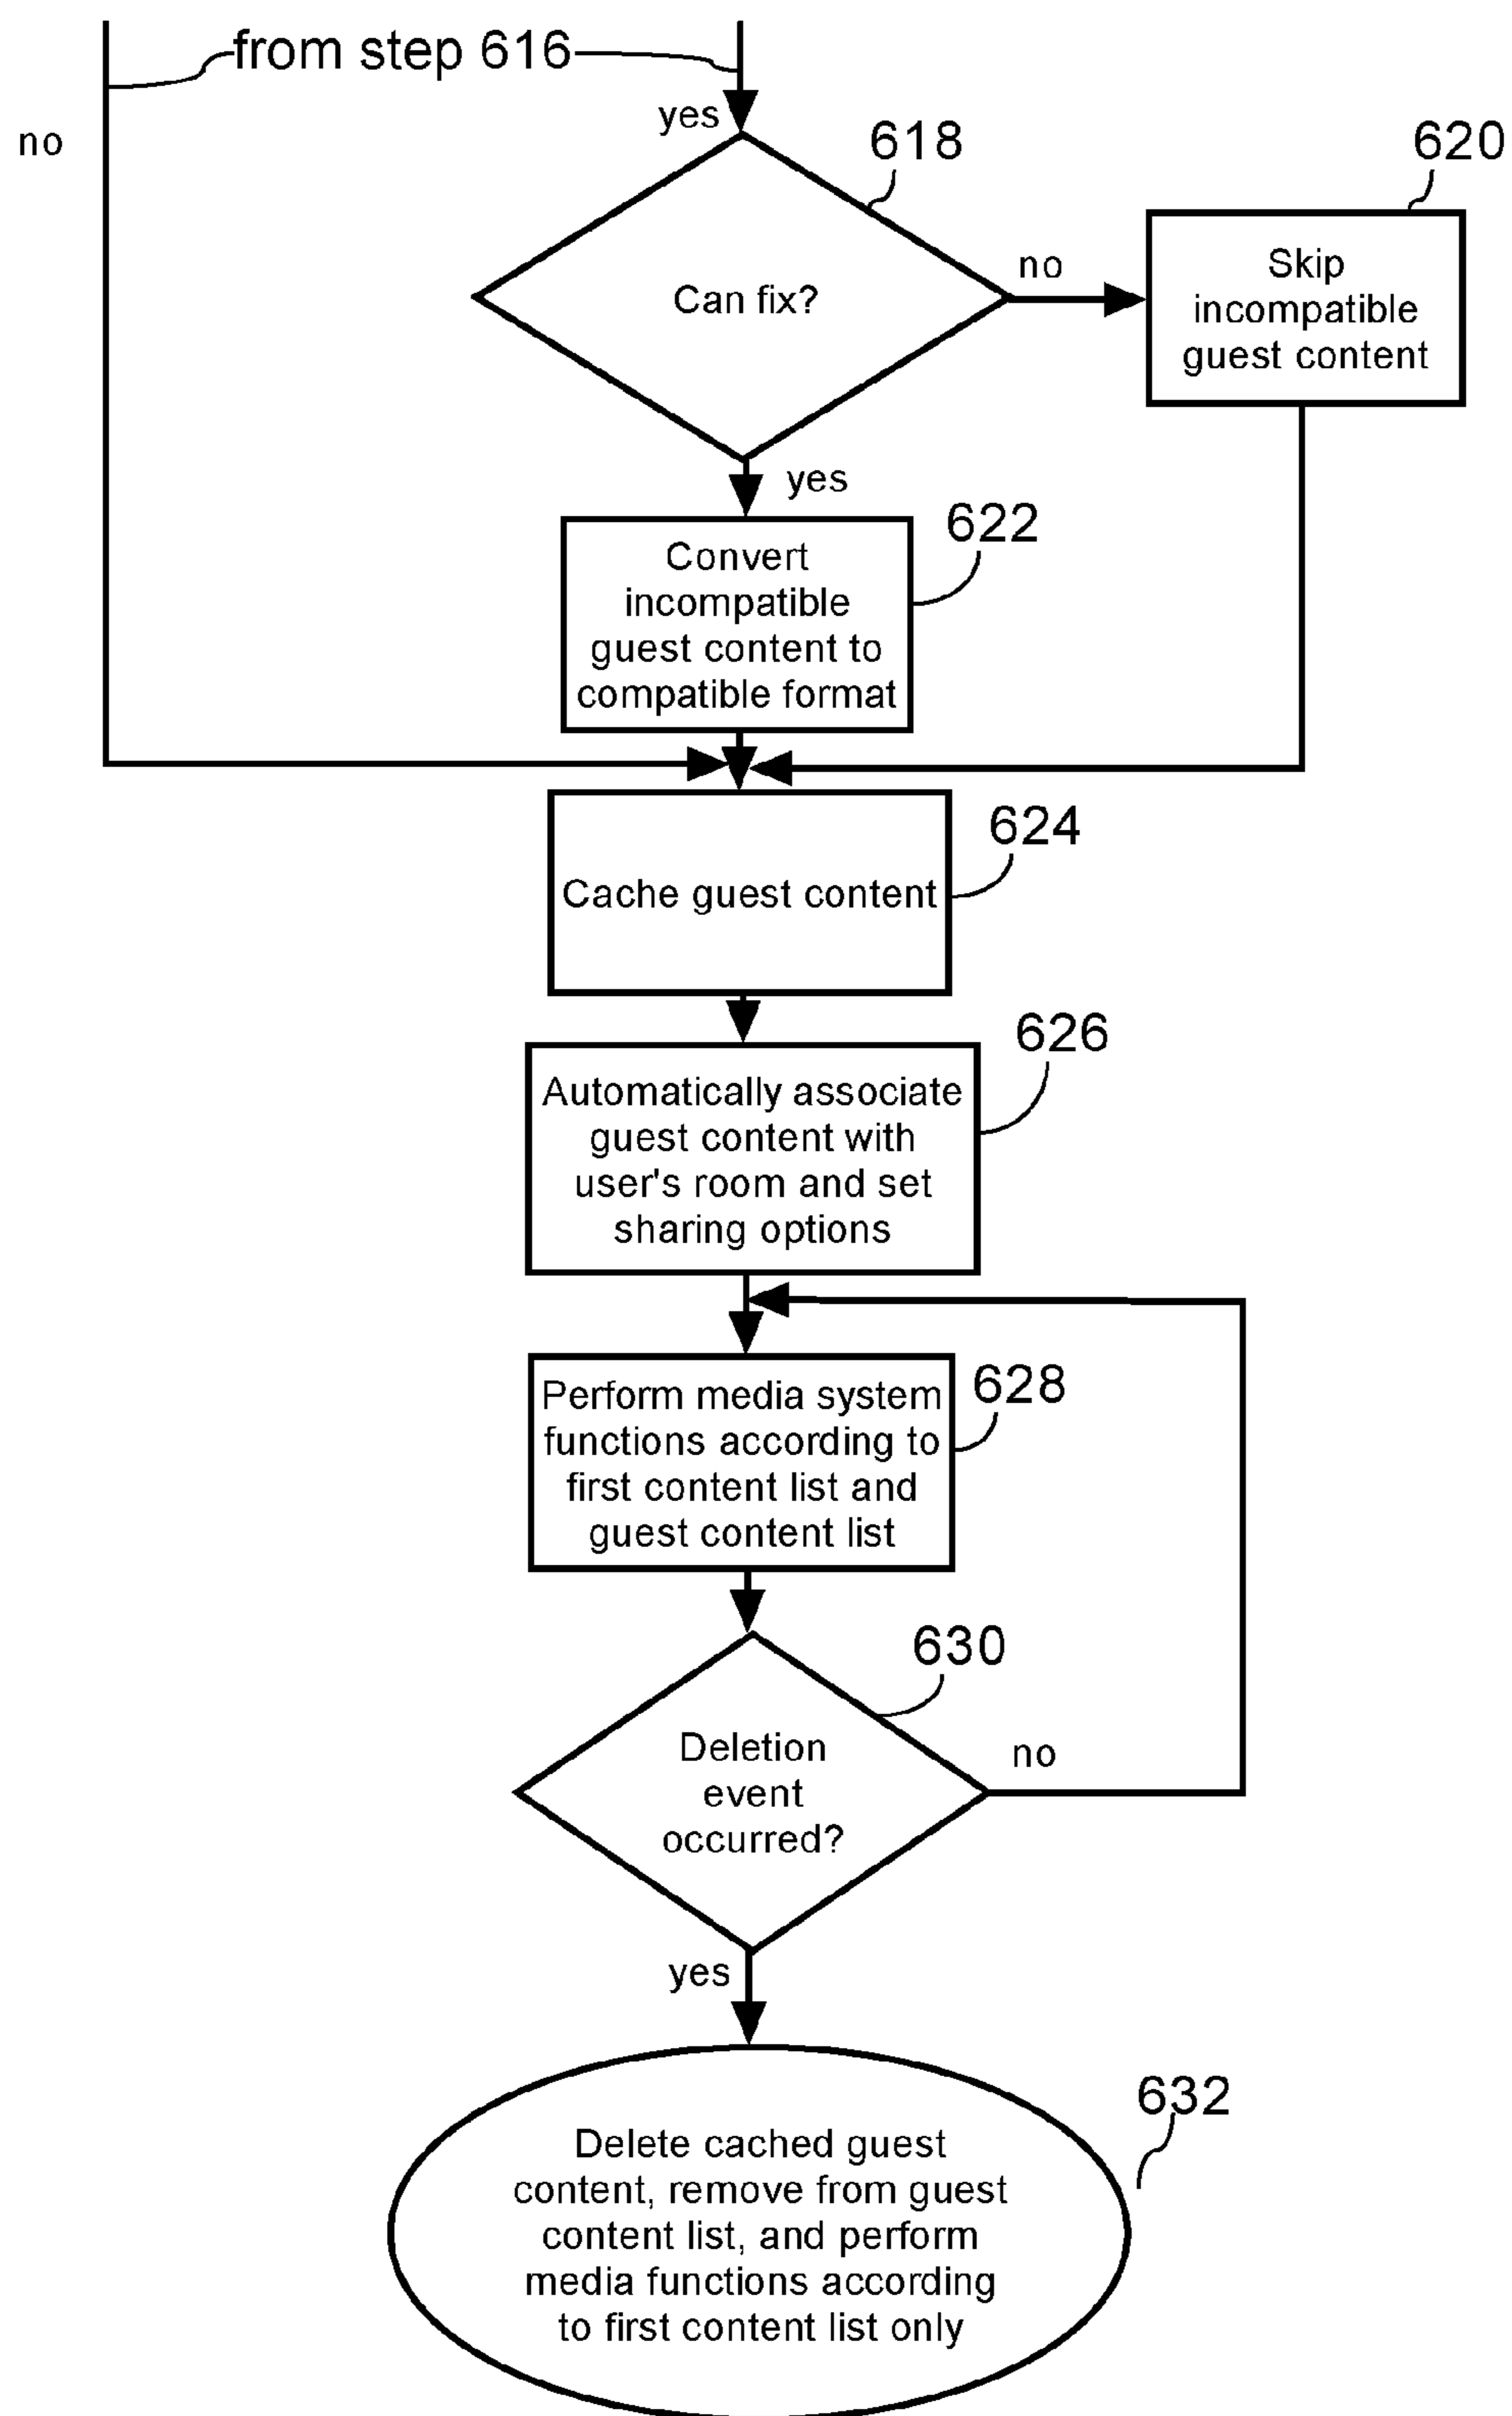 from step 616
no
yes
618
620
Can fix?
no
Skip
incompatible
guest content
yes
622
Convert
incompatible
guest content to
compatible format
624
Cache guest content
626
Automatically associate
guest content with
user's room and set
sharing options
628
Perform media system
functions according to
first content list and
guest content list
630
Deletion
event
occurred?
no
yes
632
Delete cached guest
content, remove from guest
content list, and perform
media functions according
to first content list only